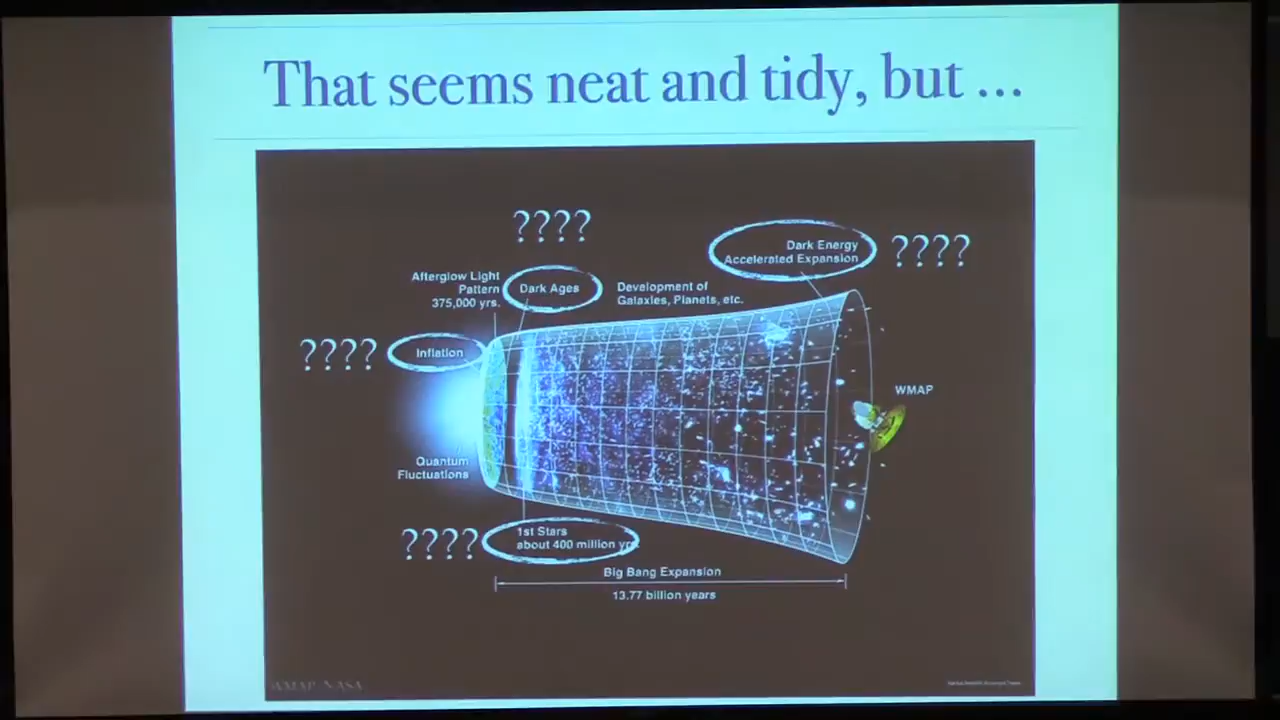 That seems neat and tidy, but ...
????
Dark Energy
Accelerated Expansion
????
Afterglow Light
Pattern
375,000 yrs.
Dark Ages
Development of
Galaxies, Planets, etc.
????
Inflation
WMAP
Quantum
Fluctuations
????
1st Stars
about 400 million yrs.
Big Bang Expansion
13.77 billion years
WMAP/NASA